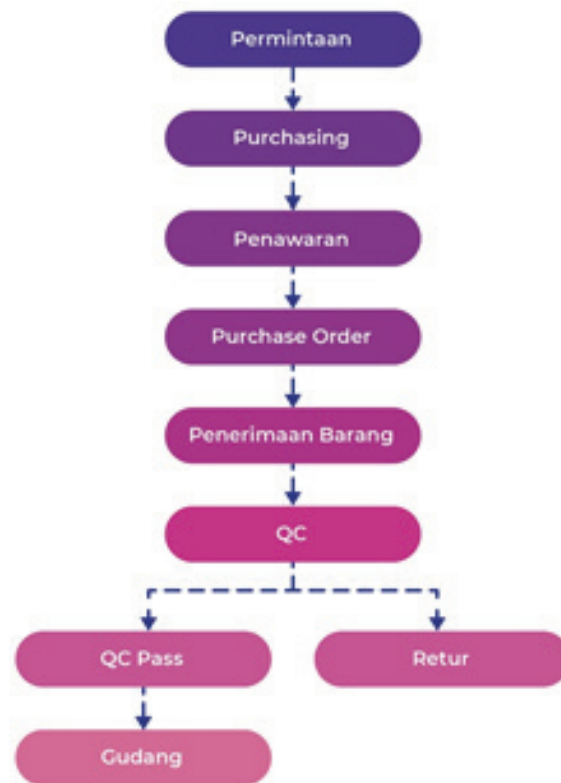 Permintaan
Purchasing
Penawaran
Purchase Order
Penerimaan Barang
QC
QC Pass
Retur
Gudang